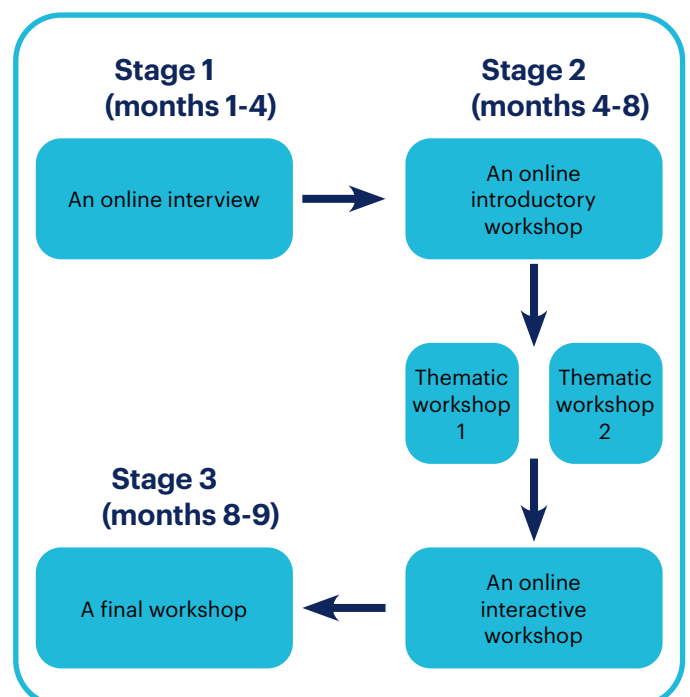 Stage 1
(months 1-4)
An online interview
Stage 2
(months 4-8)
An online
introductory
workshop
Thematic
workshop
1
Thematic
workshop
2
An online
interactive
workshop
Stage 3
(months 8-9)
A final workshop